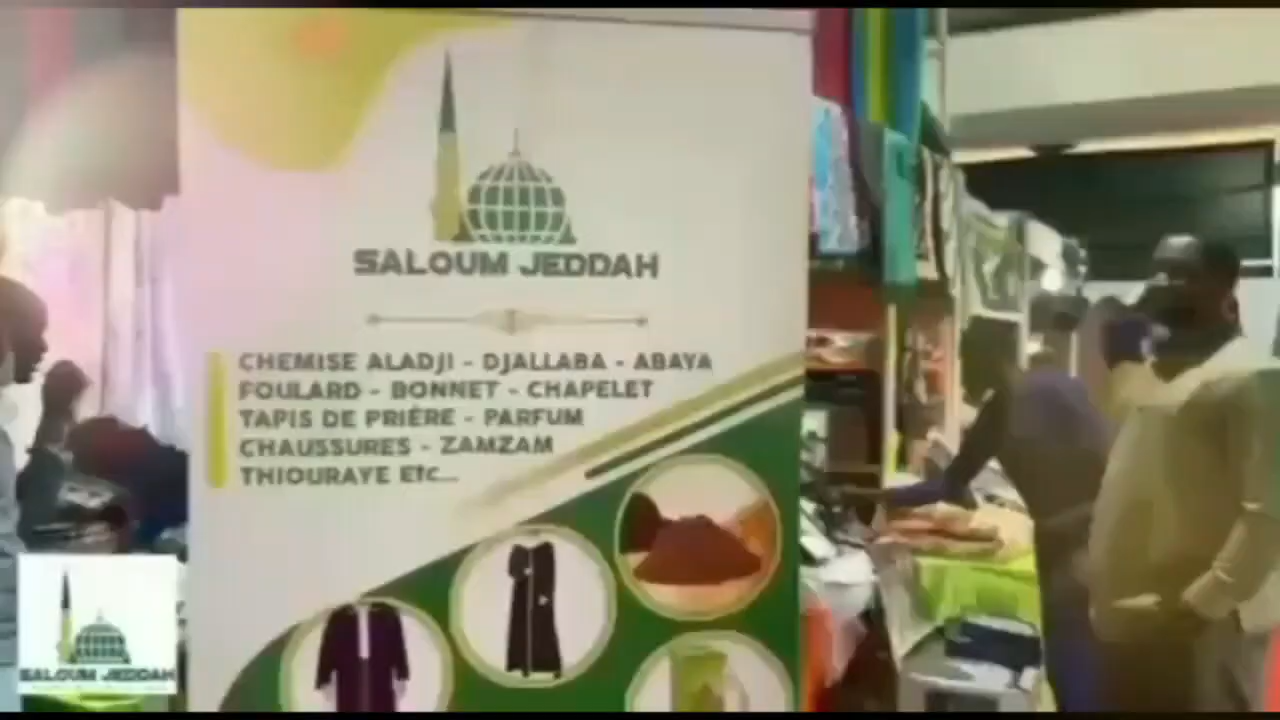 SALOUM JEDDAH
CHEMISE ALADJI - DJALLABA - ABAYA
FOULARD - BONNET - CHAPELET
TAPIS DE PRIÈRE - PARFUM
CHAUSSURES - ZAMZAM
THIOURAYE Etc...
SALOUM JEDDAH